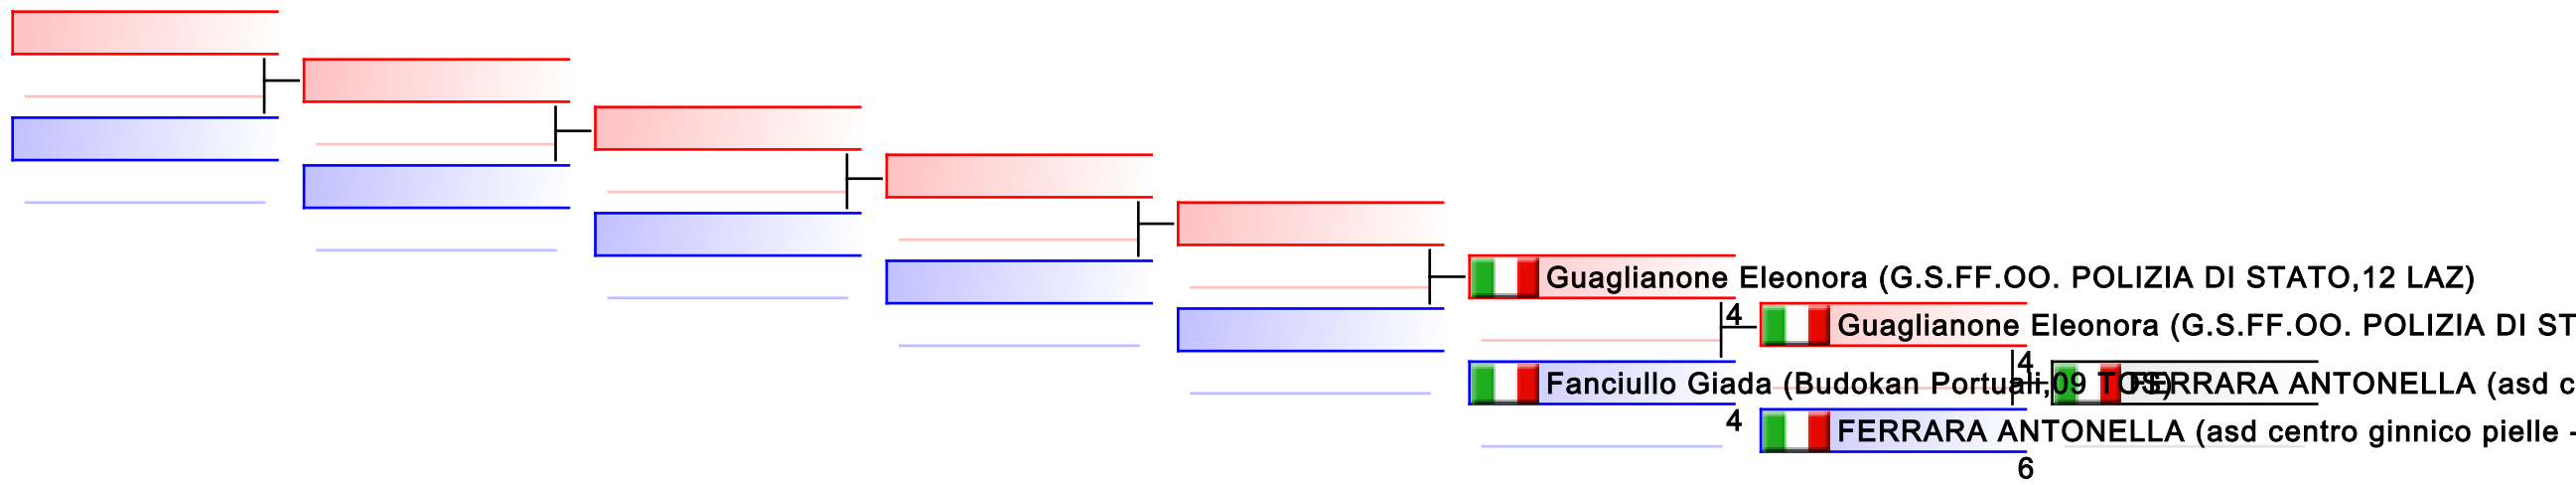 Guaglianone Eleonora (G.S.FF.OO. POLIZIA DI STATO,12 LAZ)
4
Guaglianone Eleonora (G.S.FF.OO. POLIZIA DI ST
4
Fanciullo Giada (Budokan Portuali,09 TOS)
FERRARA ANTONELLA (asd c
4
FERRARA ANTONELLA (asd centro ginnico pielle -
6